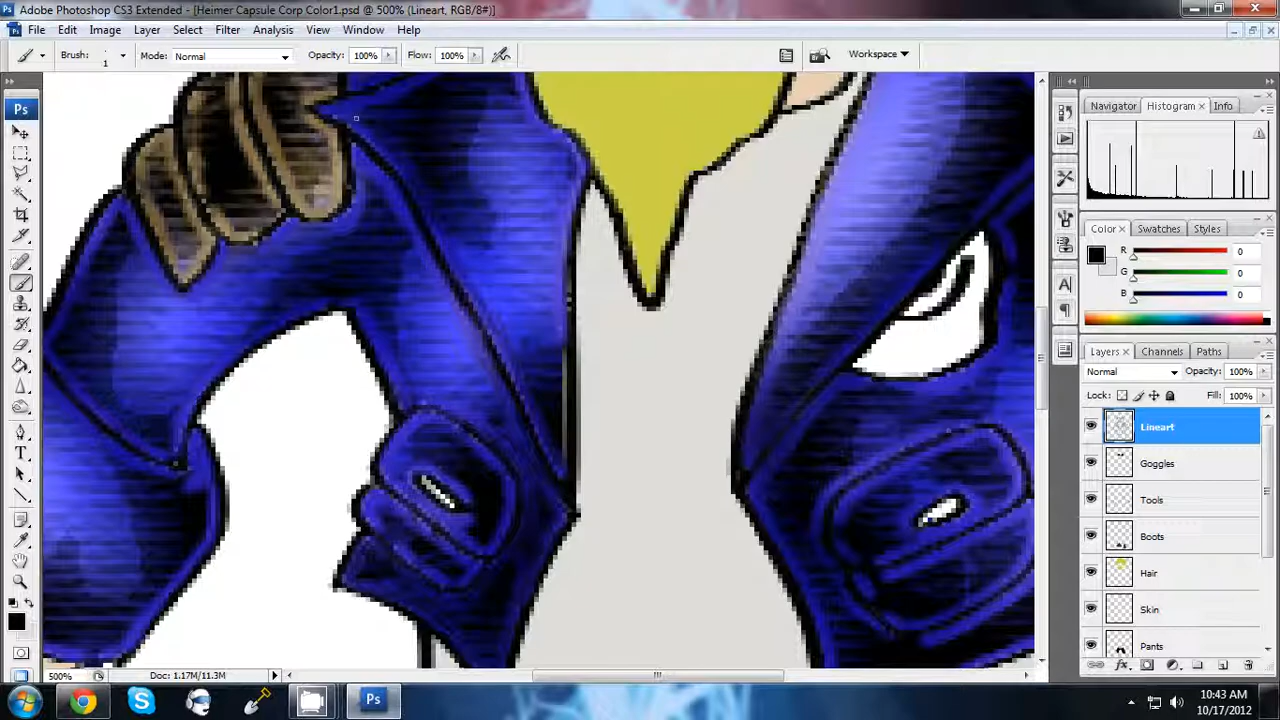 Adobe Photoshop CS3 Extended - [Heimer Capsule Corp Color1.psd @ 500% (Lineart, RGB/8#)]
File Edit Image Layer Select Filter Analysis View Window Help
Brush: 1 Mode: Normal Opacity: 100% Flow: 100% Workspace
Ps
Navigator Histogram × Info
Color × Swatches Styles
R 0
G 0
B 0
Layers × Channels Paths
Normal Opacity: 100%
Lock: Fill: 100%
Lineart
Goggles
Tools
Boots
Hair
Skin
Pants
500% Doc: 1.17M/11.3M
Ps
10:43 AM
10/17/2012